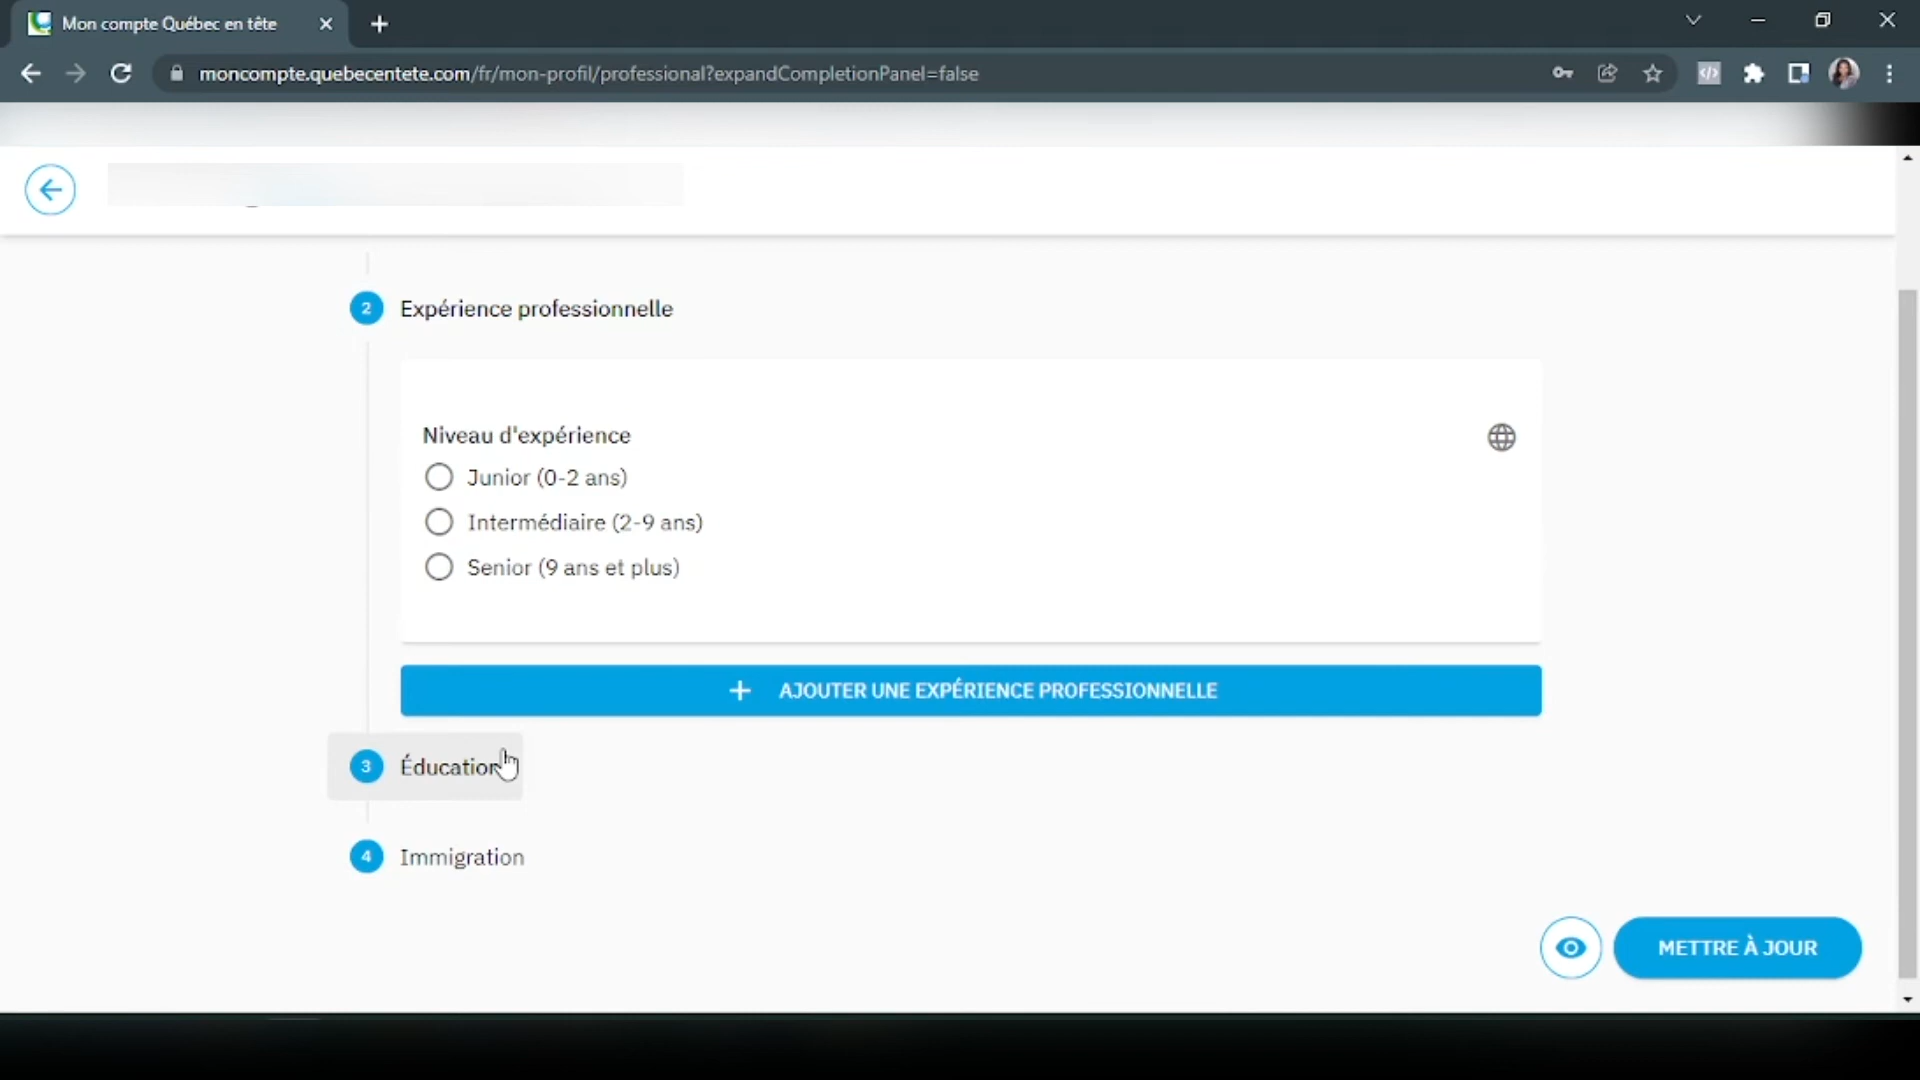 Mon compte Québec en tête
moncompte.quebecentete.com/fr/mon-profil/professional?expandCompletionPanel=false
2 Expérience professionnelle
Niveau d'expérience
Junior (0-2 ans)
Intermédiaire (2-9 ans)
Senior (9 ans et plus)
+ AJOUTER UNE EXPÉRIENCE PROFESSIONNELLE
3 Éducation
4 Immigration
METTRE À JOUR